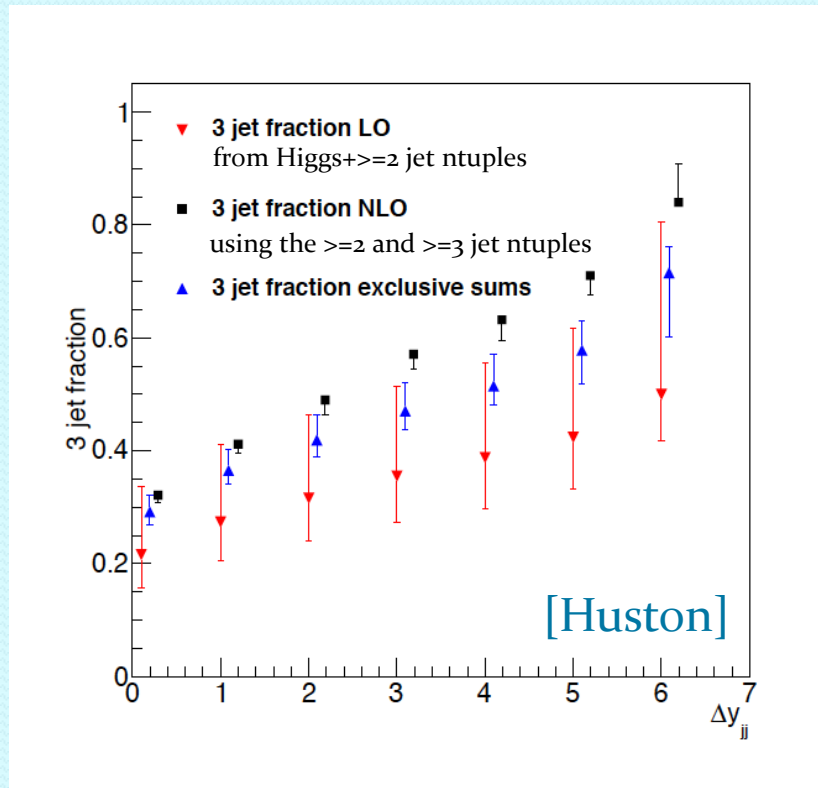 1
3 jet fraction LO
from Higgs+>=2 jet ntuples
3 jet fraction NLO
using the >=2 and >=3 jet ntuples
3 jet fraction exclusive sums
0.8
0.6
0.4
0.2
0
3 jet fraction
[Huston]
0 1 2 3 4 5 6 7
Δy_jj